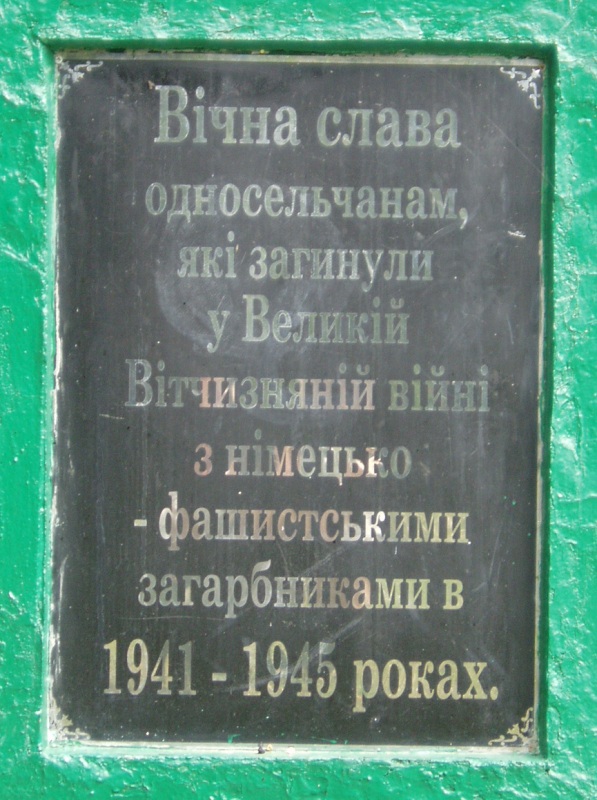 Вічна слава
односельчанам,
які загинули
у Великій
Вітчизняній війні
з німецько
- фашистськими
загарбниками в
1941 - 1945 роках.